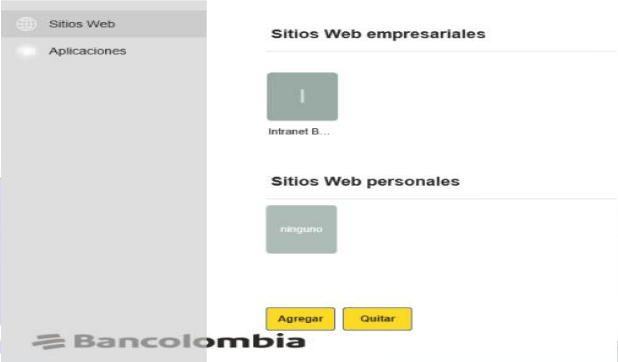 Sitios Web
Aplicaciones
Sitios Web empresariales
I
Intranet B...
Sitios Web personales
ninguno
Agregar
Quitar
Bancolombia